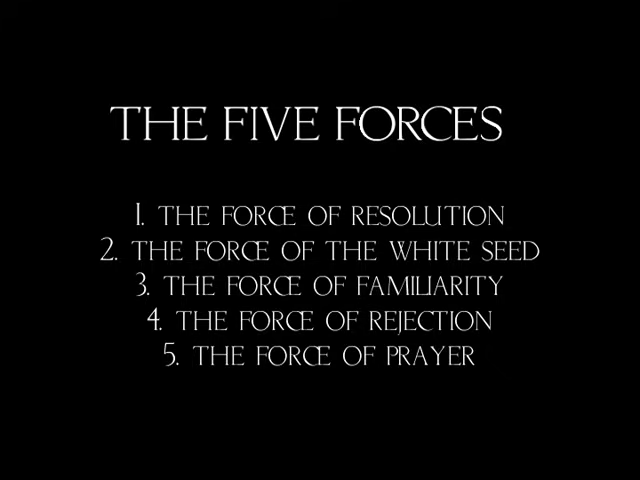 THE FIVE FORCES
1. THE FORCE OF RESOLUTION
2. THE FORCE OF THE WHITE SEED
3. THE FORCE OF FAMILIARITY
4. THE FORCE OF REJECTION
5. THE FORCE OF PRAYER